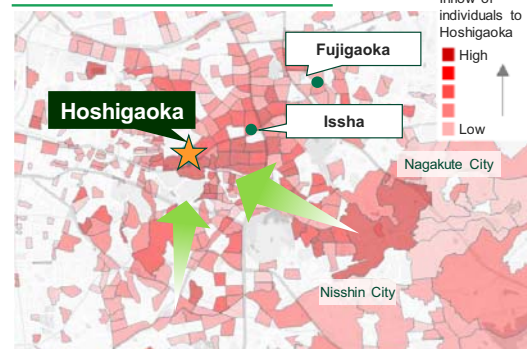 Inflow of
individuals to
Hoshigaoka
High
Low
Fujigaoka
Hoshigaoka
Issha
Nagakute City
Nisshin City